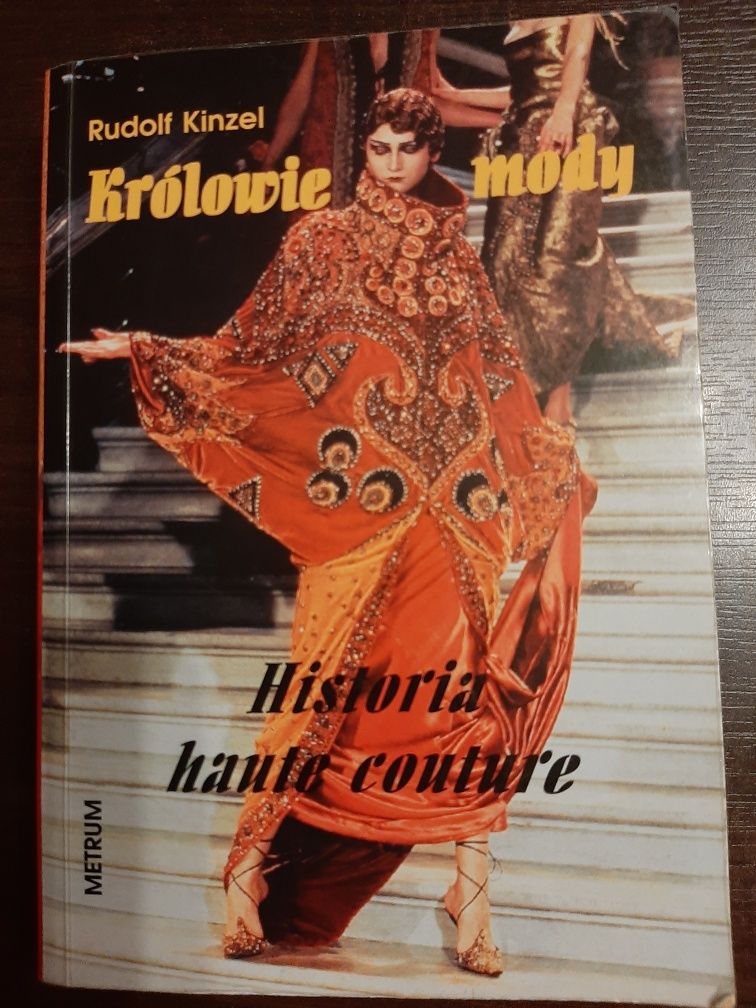 Rudolf Kinzel
Królowie mody
Historia
haute couture
METRUM